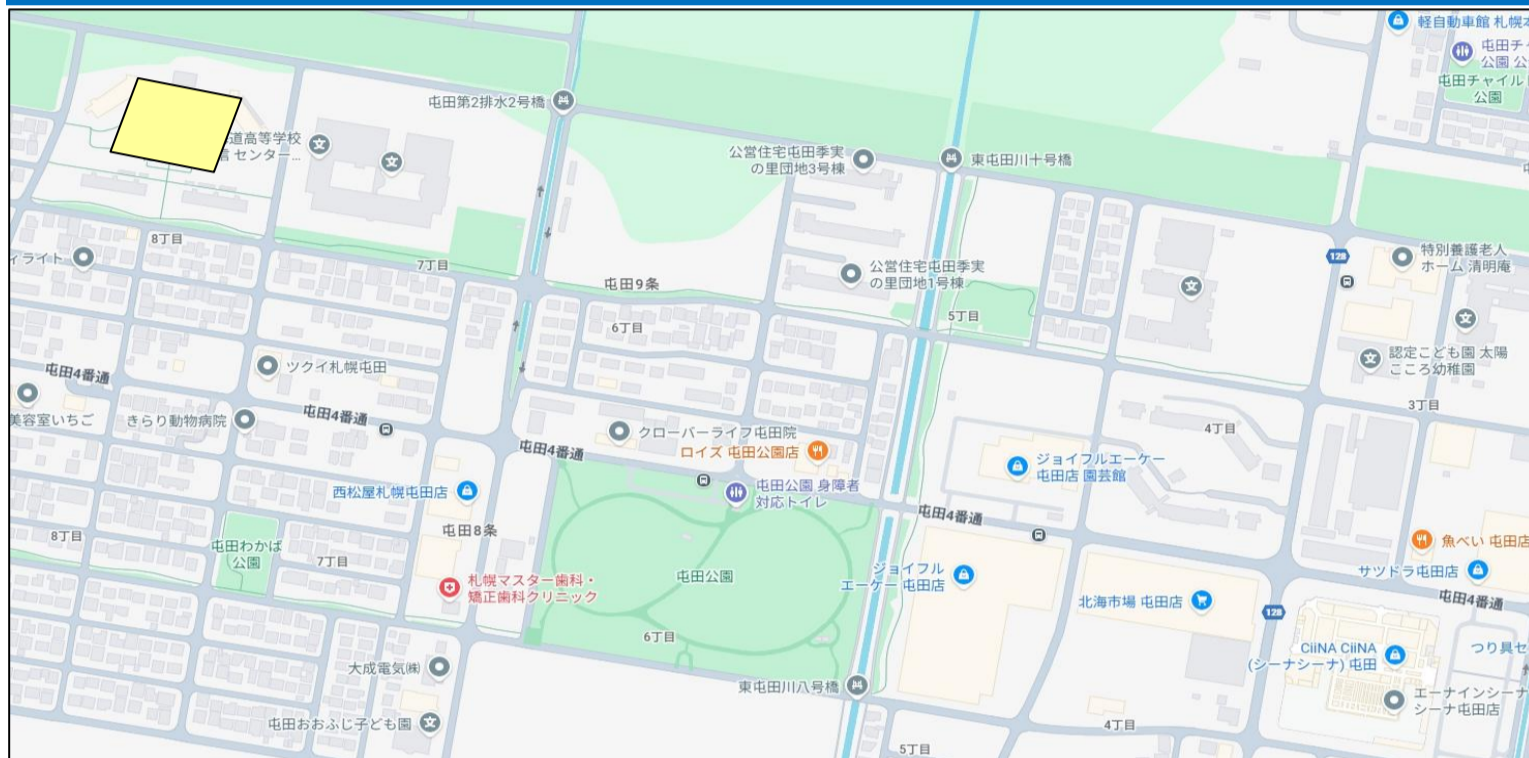 軽自動車館 札幌本
屯田チャ
公園 公
屯田チャイルド
公園
屯田第2排水2号橋
道高等学校
信 センター...
公営住宅屯田季実
の里団地3号棟
東屯田川十号橋
8丁目
ィライト
7丁目
屯田9条
公営住宅屯田季実
の里団地1号棟
128
特別養護老人
ホーム 清明庵
6丁目
5丁目
認定こども園 太陽
こころ幼稚園
ツクイ札幌屯田
屯田4番通
美容室いちご
きらり動物病院
屯田4番通
3丁目
4丁目
クローバーライフ屯田院
屯田4番通
ロイズ 屯田公園店
ジョイフルエーケー
屯田店 園芸館
西松屋札幌屯田店
屯田公園 身障者
対応トイレ
屯田4番通
屯田8条
8丁目
屯田わかば
公園
7丁目
魚べい 屯田店
サツドラ屯田店
札幌マスター歯科・
矯正歯科クリニック
屯田公園
ジョイフル
エーケー 屯田店
北海市場 屯田店
屯田4番通
128
6丁目
大成電気㈱
CiiNA CiiNA
(シーナシーナ) 屯田
つり具セ
東屯田川八号橋
エーナインシーナ
シーナ屯田店
屯田おおふじ子ども園
4丁目
5丁目